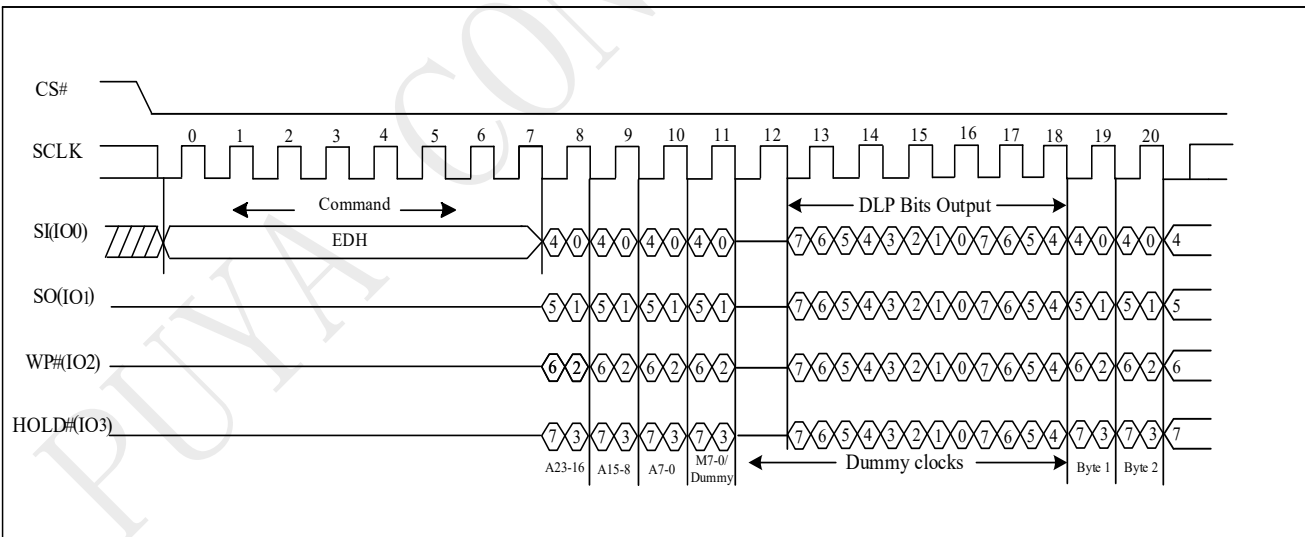 CS#
0 1 2 3 4 5 6 7 8 9 10 11 12 13 14 15 16 17 18 19 20
SCLK
Command
DLP Bits Output
SI(IO0)
EDH
4 0 4 0 4 0 4 0 7 6 5 4 3 2 1 0 7 6 5 4 4 0 4 0 4
SO(IO1)
5 1 5 1 5 1 5 1 7 6 5 4 3 2 1 0 7 6 5 4 5 1 5 1 5
WP#(IO2)
6 2 6 2 6 2 6 2 7 6 5 4 3 2 1 0 7 6 5 4 6 2 6 2 6
HOLD#(IO3)
7 3 7 3 7 3 7 3 7 6 5 4 3 2 1 0 7 6 5 4 7 3 7 3 7
A23-16 A15-8 A7-0 M7-0/
Dummy
Dummy clocks
Byte 1 Byte 2
PUYA CON